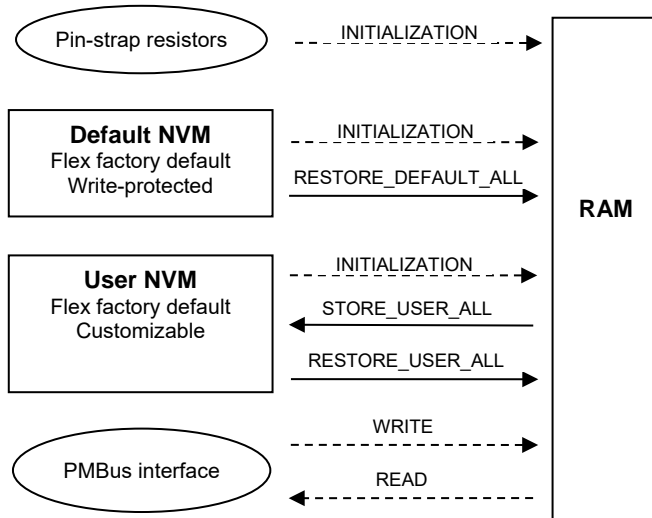 Pin-strap resistors
INITIALIZATION
Default NVM
Flex factory default
Write-protected
INITIALIZATION
RESTORE_DEFAULT_ALL
RAM
User NVM
Flex factory default
Customizable
INITIALIZATION
STORE_USER_ALL
RESTORE_USER_ALL
PMBus interface
WRITE
READ